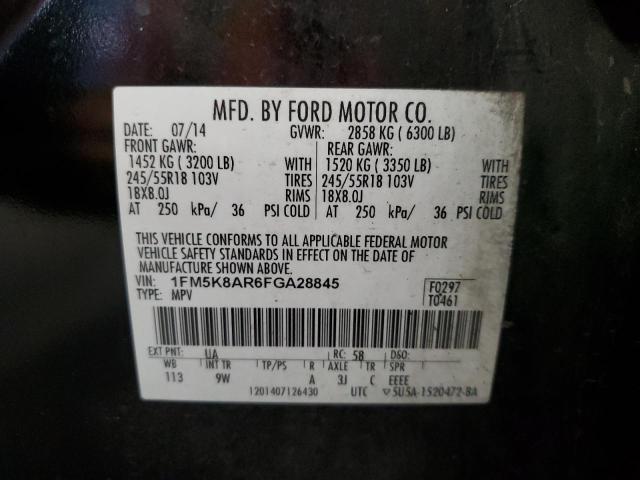 MFD. BY FORD MOTOR CO.
DATE: 07/14 GVWR: 2858 KG ( 6300 LB)
FRONT GAWR: REAR GAWR:
1452 KG ( 3200 LB) WITH 1520 KG ( 3350 LB) WITH
245/55R18 103V TIRES 245/55R18 103V TIRES
18X8.0J RIMS 18X8.0J RIMS
AT 250 kPa/ 36 PSI COLD AT 250 kPa/ 36 PSI COLD
THIS VEHICLE CONFORMS TO ALL APPLICABLE FEDERAL MOTOR
VEHICLE SAFETY STANDARDS IN EFFECT ON THE DATE OF
MANUFACTURE SHOWN ABOVE.
VIN: 1FM5K8AR6FGA28845 F0297
TYPE: MPV T0461
EXT PNT: UA RC: 58 DSO:
WB INT TR TP/PS R AXLE TR SPR
113 9W A 3J C EEEE
1201407126430 UTC ▽5U5A-1520472-BA